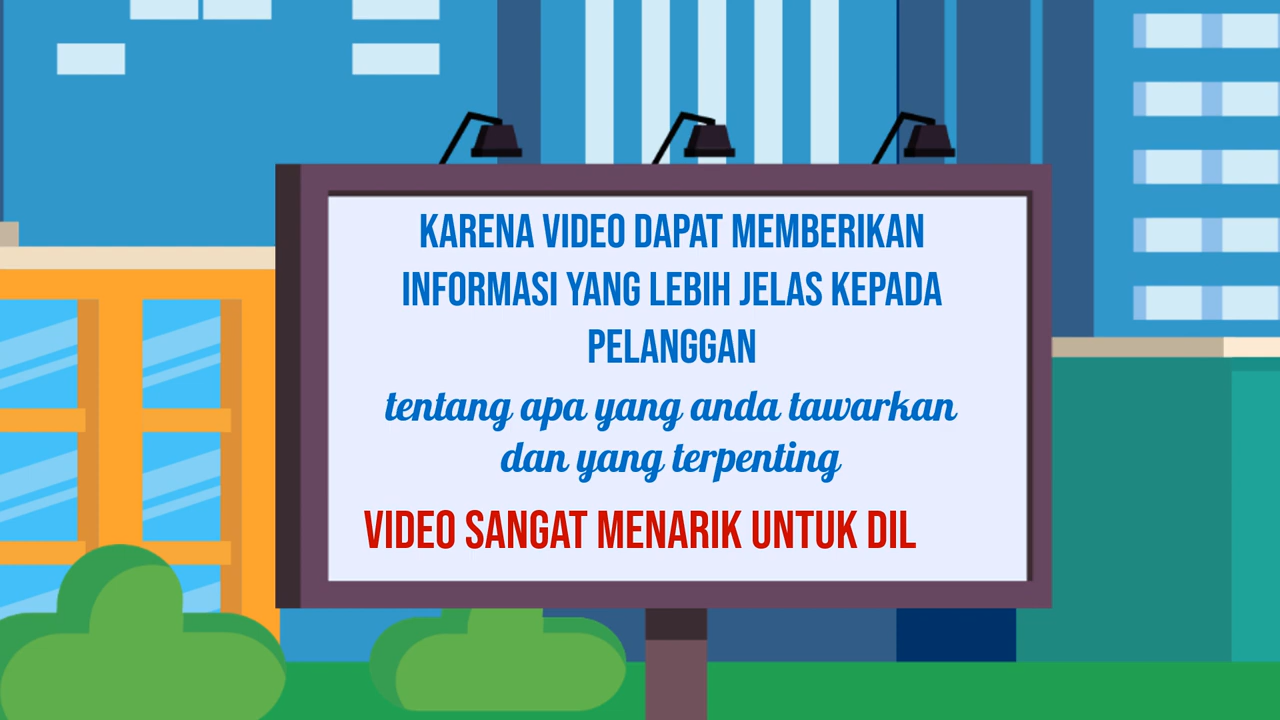 KARENA VIDEO DAPAT MEMBERIKAN
INFORMASI YANG LEBIH JELAS KEPADA
PELANGGAN
tentang apa yang anda tawarkan
dan yang terpenting
VIDEO SANGAT MENARIK UNTUK DIL